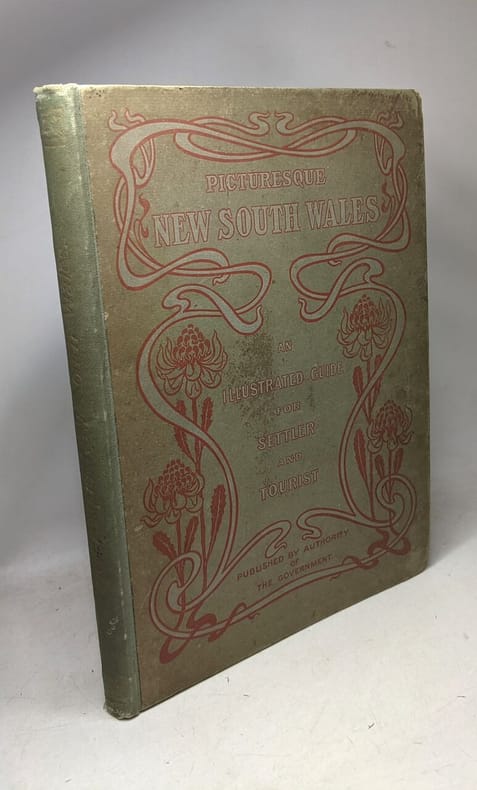 PICTURESQUE
NEW SOUTH WALES
AN
ILLUSTRATED-GUIDE
FOR
SETTLER
AND
TOURIST
PUBLISHED BY AUTHORITY
OF
THE GOVERNMENT.